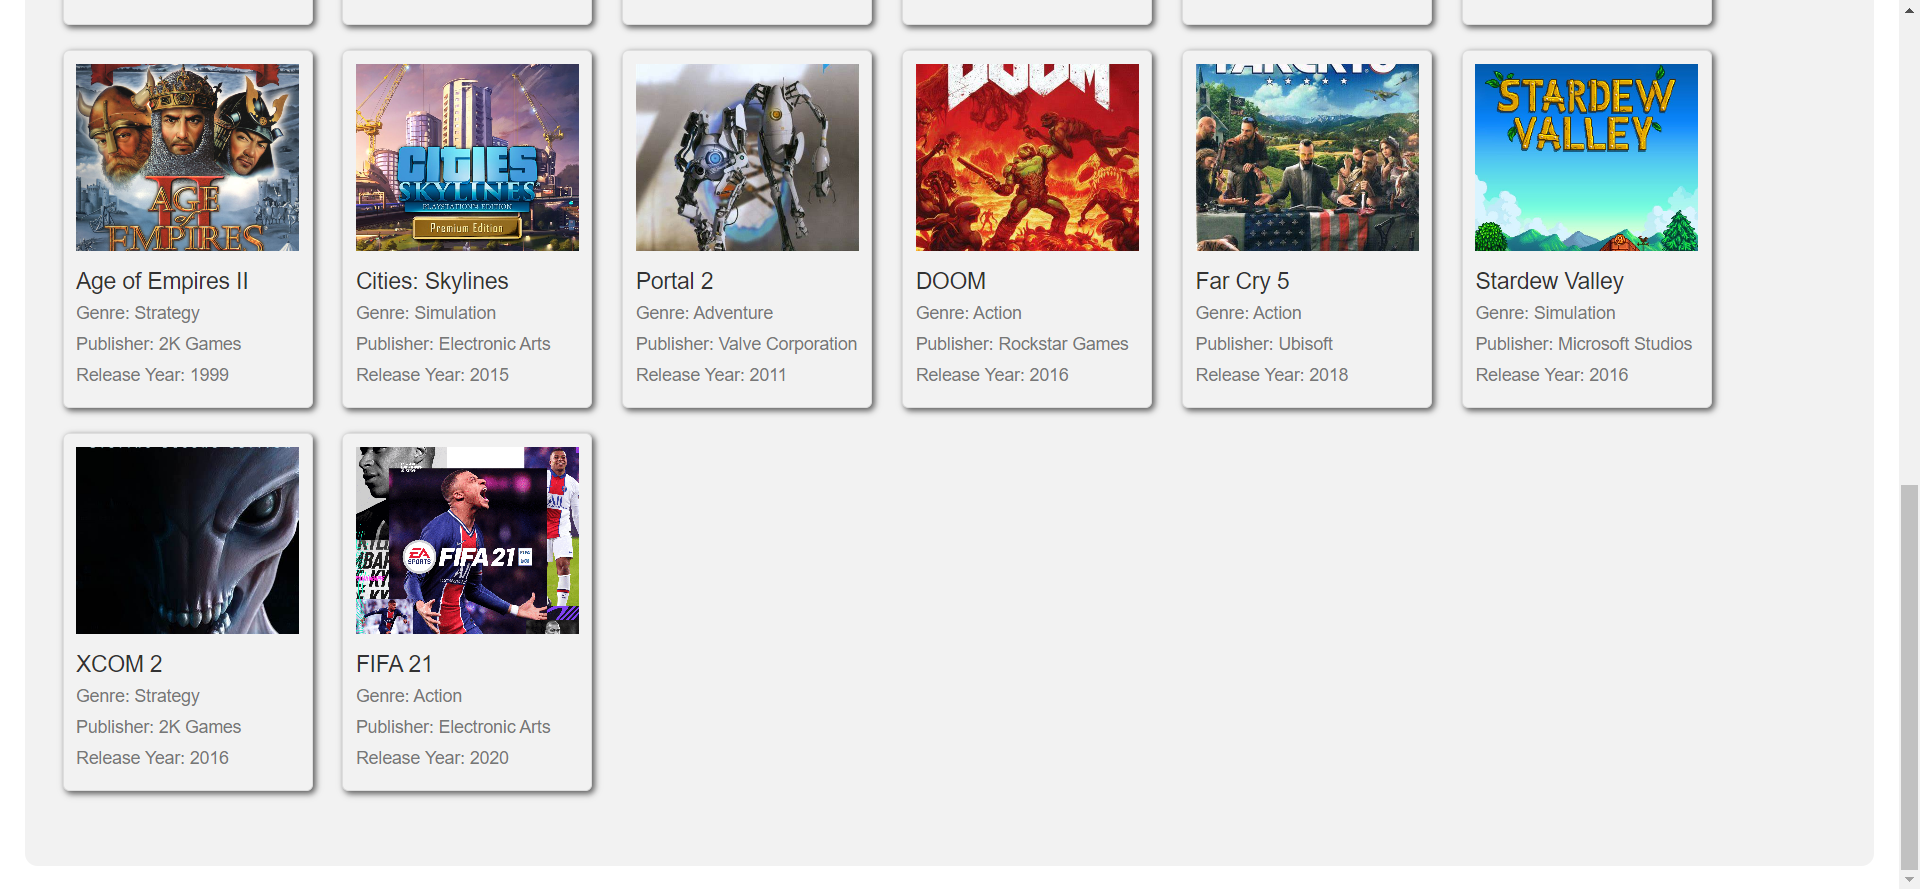 AGE
of
EMPIRES
II
Age of Empires II
Genre: Strategy
Publisher: 2K Games
Release Year: 1999
CITIES
SKYLINES
PLAYSTATION 4 EDITION
Premium Edition
Cities: Skylines
Genre: Simulation
Publisher: Electronic Arts
Release Year: 2015
Portal 2
Genre: Adventure
Publisher: Valve Corporation
Release Year: 2011
DOOM
DOOM
Genre: Action
Publisher: Rockstar Games
Release Year: 2016
FARCRY5
Far Cry 5
Genre: Action
Publisher: Ubisoft
Release Year: 2018
STARDEW
VALLEY
Stardew Valley
Genre: Simulation
Publisher: Microsoft Studios
Release Year: 2016
XCOM 2
Genre: Strategy
Publisher: 2K Games
Release Year: 2016
EA
SPORTS
FIFA 21
FIFA 21
Genre: Action
Publisher: Electronic Arts
Release Year: 2020